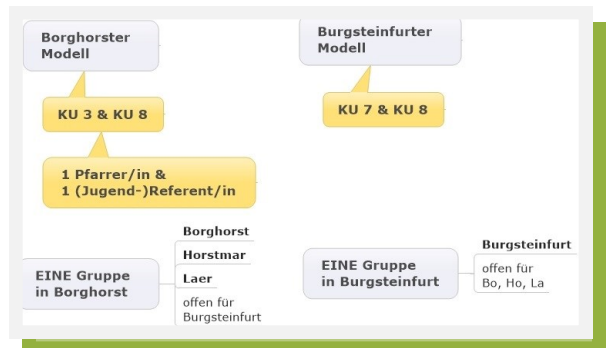 Borghorster
Modell
KU 3 & KU 8
1 Pfarrer/in &
1 (Jugend-)Referent/in
EINE Gruppe
in Borghorst
Borghorst
Horstmar
Laer
offen für
Burgsteinfurt
Burgsteinfurter
Modell
KU 7 & KU 8
EINE Gruppe
in Burgsteinfurt
Burgsteinfurt
offen für
Bo, Ho, La